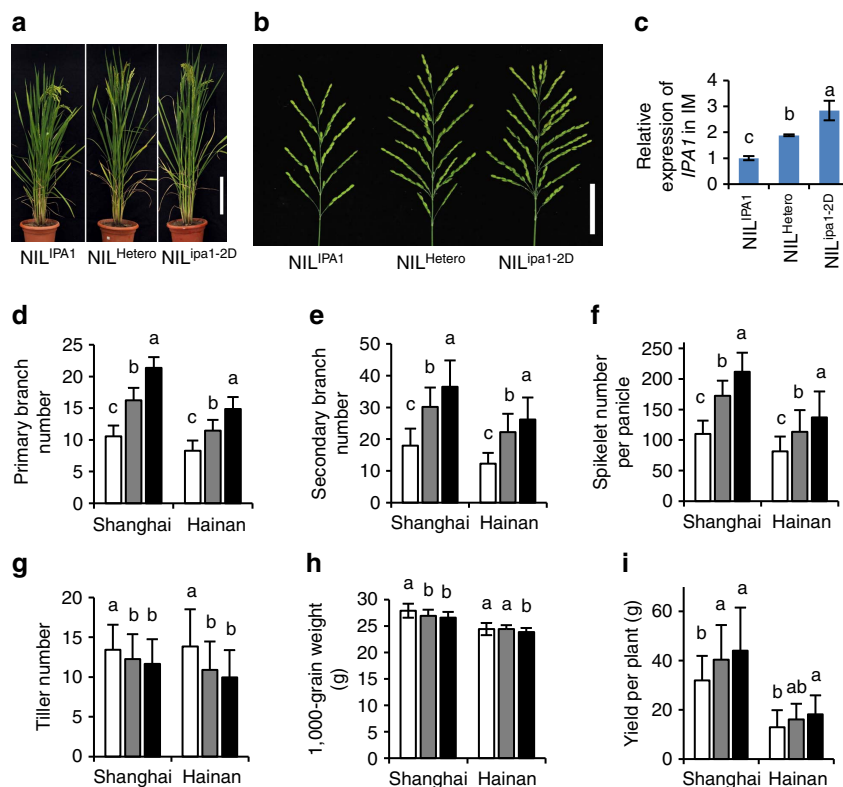 a
b
c
NIL^IPA1 NIL^Hetero NIL^ipa1-2D
NIL^IPA1 NIL^Hetero NIL^ipa1-2D
Relative
expression of
IPA1 in IM
4
3
2
1
0
c b a
NIL^IPA1 NIL^Hetero NIL^ipa1-2D
d
Primary branch
number
25
20
15
10
5
0
c b a c b a
Shanghai Hainan
e
Secondary branch
number
50
40
30
20
10
0
c b a c b a
Shanghai Hainan
f
Spikelet number
per panicle
250
200
150
100
50
0
c b a c b a
Shanghai Hainan
g
Tiller number
20
15
10
5
0
a b b a b b
Shanghai Hainan
h
1,000-grain weight
(g)
30
25
20
15
10
5
0
a b b a a b
Shanghai Hainan
i
Yield per plant (g)
60
40
20
0
b a a b ab a
Shanghai Hainan